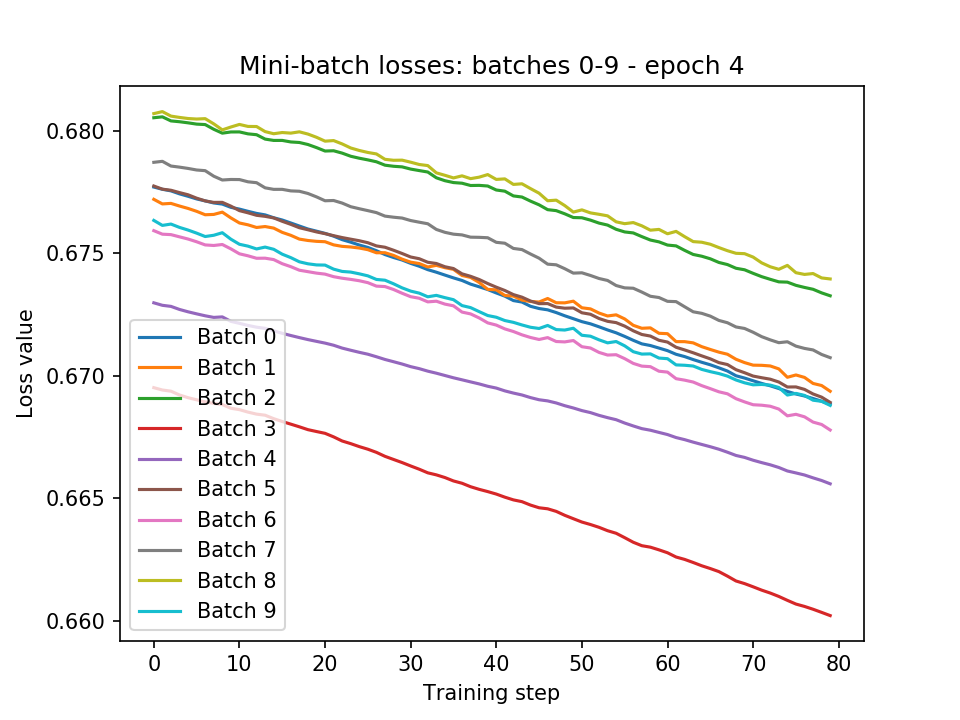 Mini-batch losses: batches 0-9 - epoch 4
Loss value
0.680
0.675
0.670
0.665
0.660
Batch 0
Batch 1
Batch 2
Batch 3
Batch 4
Batch 5
Batch 6
Batch 7
Batch 8
Batch 9
0 10 20 30 40 50 60 70 80
Training step